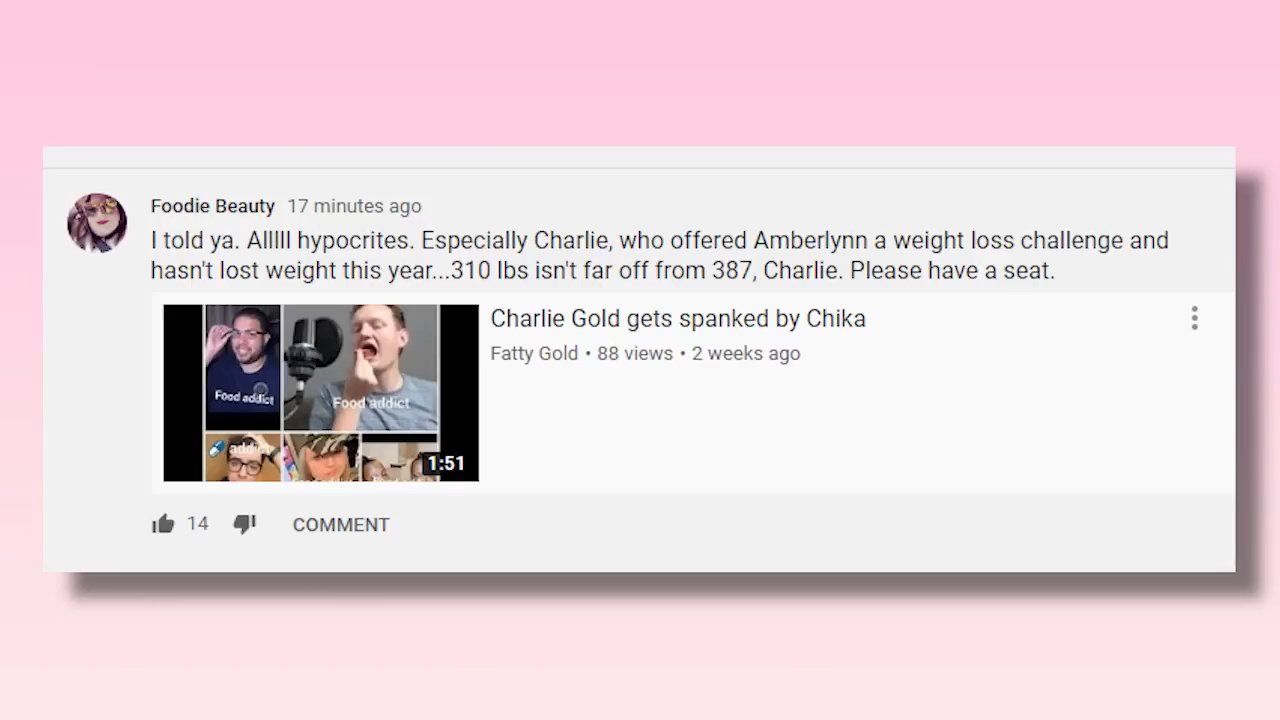 Foodie Beauty 17 minutes ago
I told ya. Alllll hypocrites. Especially Charlie, who offered Amberlynn a weight loss challenge and
hasn't lost weight this year...310 lbs isn't far off from 387, Charlie. Please have a seat.
Charlie Gold gets spanked by Chika
Fatty Gold • 88 views • 2 weeks ago
Food addict
Food addict
addict
1:51
14 COMMENT